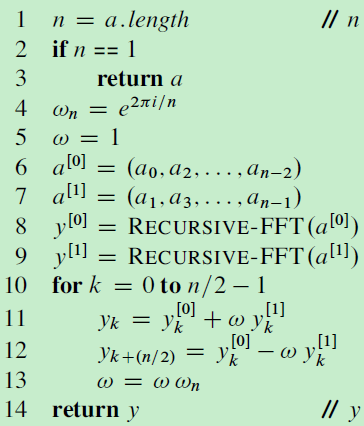 1 n = a.length // n
2 if n == 1
3 return a
4 ωₙ = e^{2πi/n}
5 ω = 1
6 a^{[0]} = (a₀, a₂, . . . , aₙ₋₂)
7 a^{[1]} = (a₁, a₃, . . . , aₙ₋₁)
8 y^{[0]} = RECURSIVE-FFT(a^{[0]})
9 y^{[1]} = RECURSIVE-FFT(a^{[1]})
10 for k = 0 to n/2 − 1
11 y_k = y_k^{[0]} + ω y_k^{[1]}
12 y_{k+(n/2)} = y_k^{[0]} − ω y_k^{[1]}
13 ω = ω ωₙ
14 return y // y